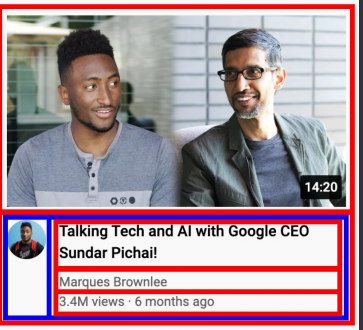 14:20
Talking Tech and AI with Google CEO
Sundar Pichai!
Marques Brownlee
3.4M views · 6 months ago